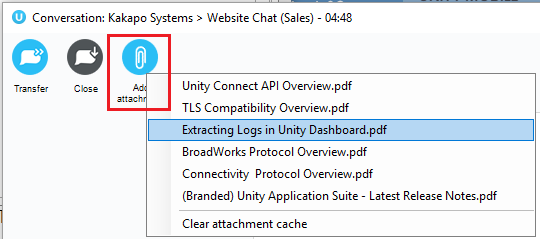 Conversation: Kakapo Systems > Website Chat (Sales) - 04:48
Transfer
Close
Add
Unity Connect API Overview.pdf
TLS Compatibility Overview.pdf
Extracting Logs in Unity Dashboard.pdf
BroadWorks Protocol Overview.pdf
Connectivity  Protocol Overview.pdf
(Branded) Unity Application Suite - Latest Release Notes.pdf
Clear attachment cache